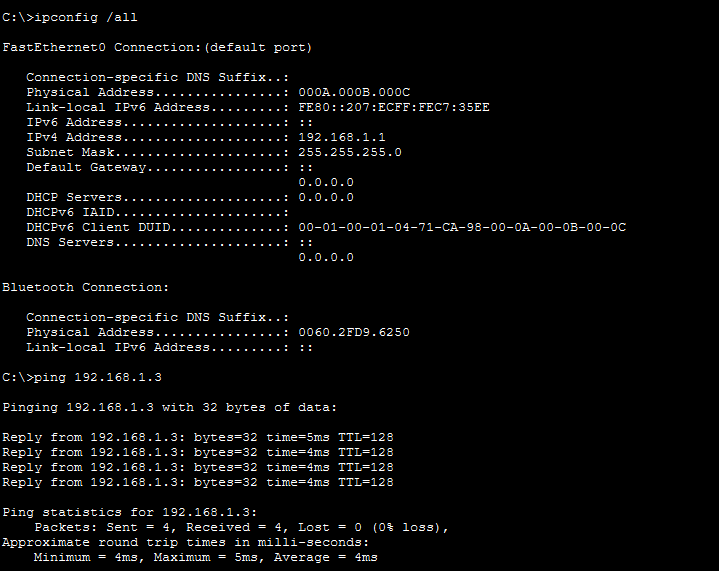 C:\>ipconfig /all
FastEthernet0 Connection:(default port)
Connection-specific DNS Suffix..:
Physical Address................: 000A.000B.000C
Link-local IPv6 Address.........: FE80::207:ECFF:FEC7:35EE
IPv6 Address....................: ::
IPv4 Address....................: 192.168.1.1
Subnet Mask.....................: 255.255.255.0
Default Gateway.................: ::
0.0.0.0
DHCP Servers....................: 0.0.0.0
DHCPv6 IAID.....................:
DHCPv6 Client DUID..............: 00-01-00-01-04-71-CA-98-00-0A-00-0B-00-0C
DNS Servers.....................: ::
0.0.0.0
Bluetooth Connection:
Connection-specific DNS Suffix..:
Physical Address................: 0060.2FD9.6250
Link-local IPv6 Address.........: ::
C:\>ping 192.168.1.3
Pinging 192.168.1.3 with 32 bytes of data:
Reply from 192.168.1.3: bytes=32 time=5ms TTL=128
Reply from 192.168.1.3: bytes=32 time=4ms TTL=128
Reply from 192.168.1.3: bytes=32 time=4ms TTL=128
Reply from 192.168.1.3: bytes=32 time=4ms TTL=128
Ping statistics for 192.168.1.3:
Packets: Sent = 4, Received = 4, Lost = 0 (0% loss),
Approximate round trip times in milli-seconds:
Minimum = 4ms, Maximum = 5ms, Average = 4ms